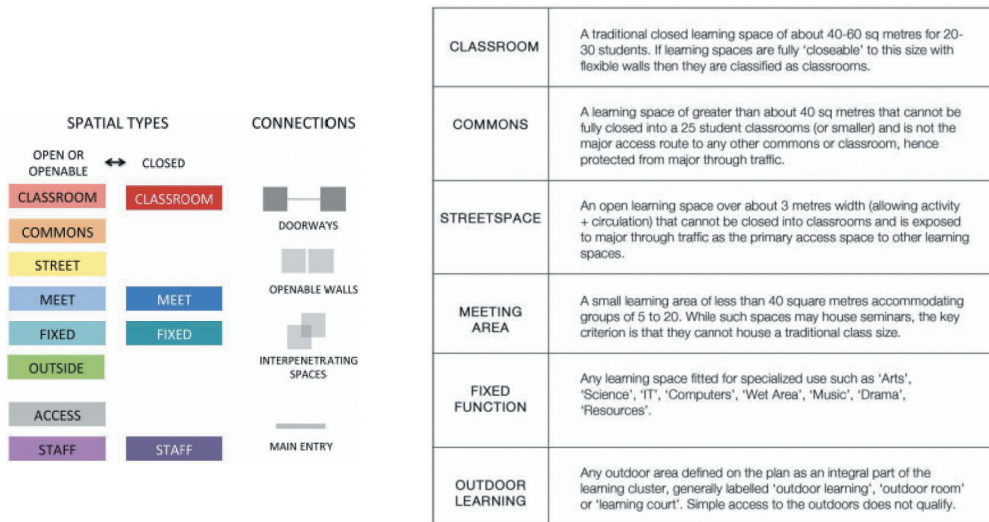 SPATIAL TYPES
CONNECTIONS
OPEN OR
OPENABLE
CLOSED
CLASSROOM
CLASSROOM
DOORWAYS
COMMONS
STREET
OPENABLE WALLS
MEET
MEET
FIXED
FIXED
INTERPENETRATING
SPACES
OUTSIDE
ACCESS
STAFF
STAFF
MAIN ENTRY
CLASSROOM
A traditional closed learning space of about 40-60 sq metres for 20-
30 students. If learning spaces are fully ‘closeable’ to this size with
flexible walls then they are classified as classrooms.
COMMONS
A learning space of greater than about 40 sq metres that cannot be
fully closed into a 25 student classrooms (or smaller) and is not the
major access route to any other commons or classroom, hence
protected from major through traffic.
STREETSPACE
An open learning space over about 3 metres width (allowing activity
+ circulation) that cannot be closed into classrooms and is exposed
to major through traffic as the primary access space to other learning
spaces.
MEETING
AREA
A small learning area of less than 40 square metres accommodating
groups of 5 to 20. While such spaces may house seminars, the key
criterion is that they cannot house a traditional class size.
FIXED
FUNCTION
Any learning space fitted for specialized use such as ‘Arts’,
‘Science’, ‘IT’, ‘Computers’, ‘Wet Area’, ‘Music’, ‘Drama’,
‘Resources’.
OUTDOOR
LEARNING
Any outdoor area defined on the plan as an integral part of the
learning cluster, generally labelled ‘outdoor learning’, ‘outdoor room’
or ‘learning court’. Simple access to the outdoors does not qualify.